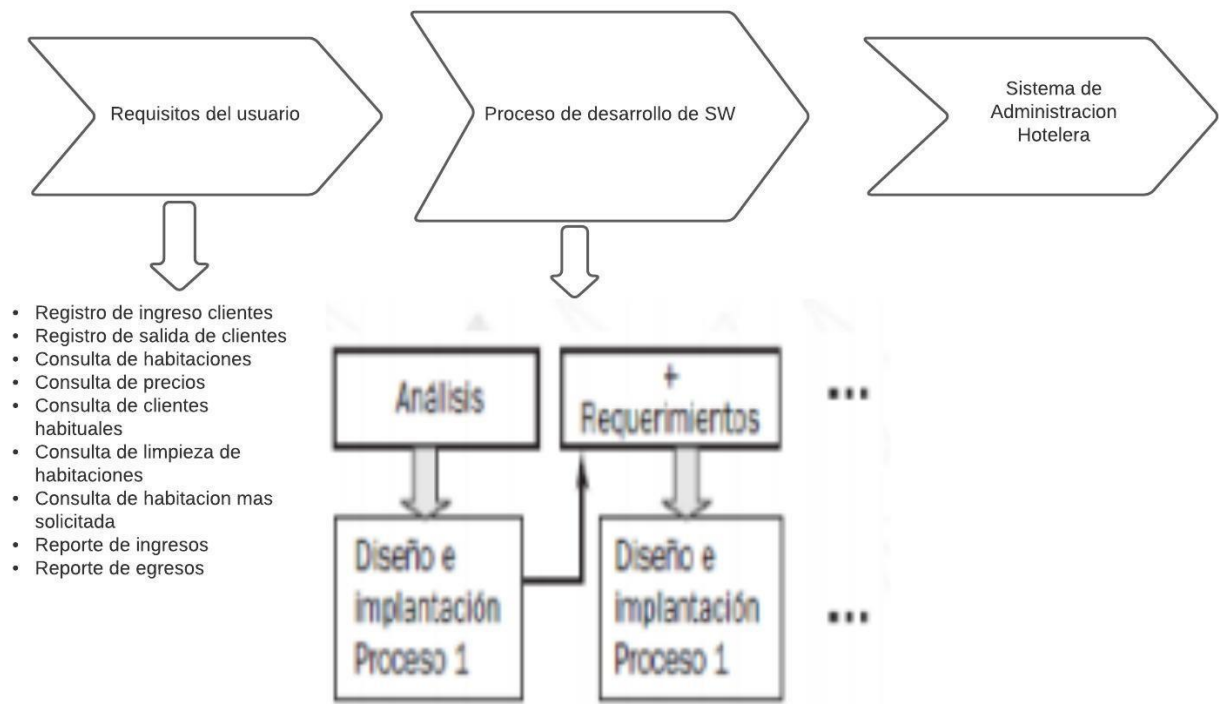 Requisitos del usuario
Proceso de desarrollo de SW
Sistema de
Administracion
Hotelera
• Registro de ingreso clientes
• Registro de salida de clientes
• Consulta de habitaciones
• Consulta de precios
• Consulta de clientes
habituales
• Consulta de limpieza de
habitaciones
• Consulta de habitacion mas
solicitada
• Reporte de ingresos
• Reporte de egresos
Análisis
+
Requerimientos
...
Diseño e
implantación
Proceso 1
Diseño e
implantación
Proceso 1
...